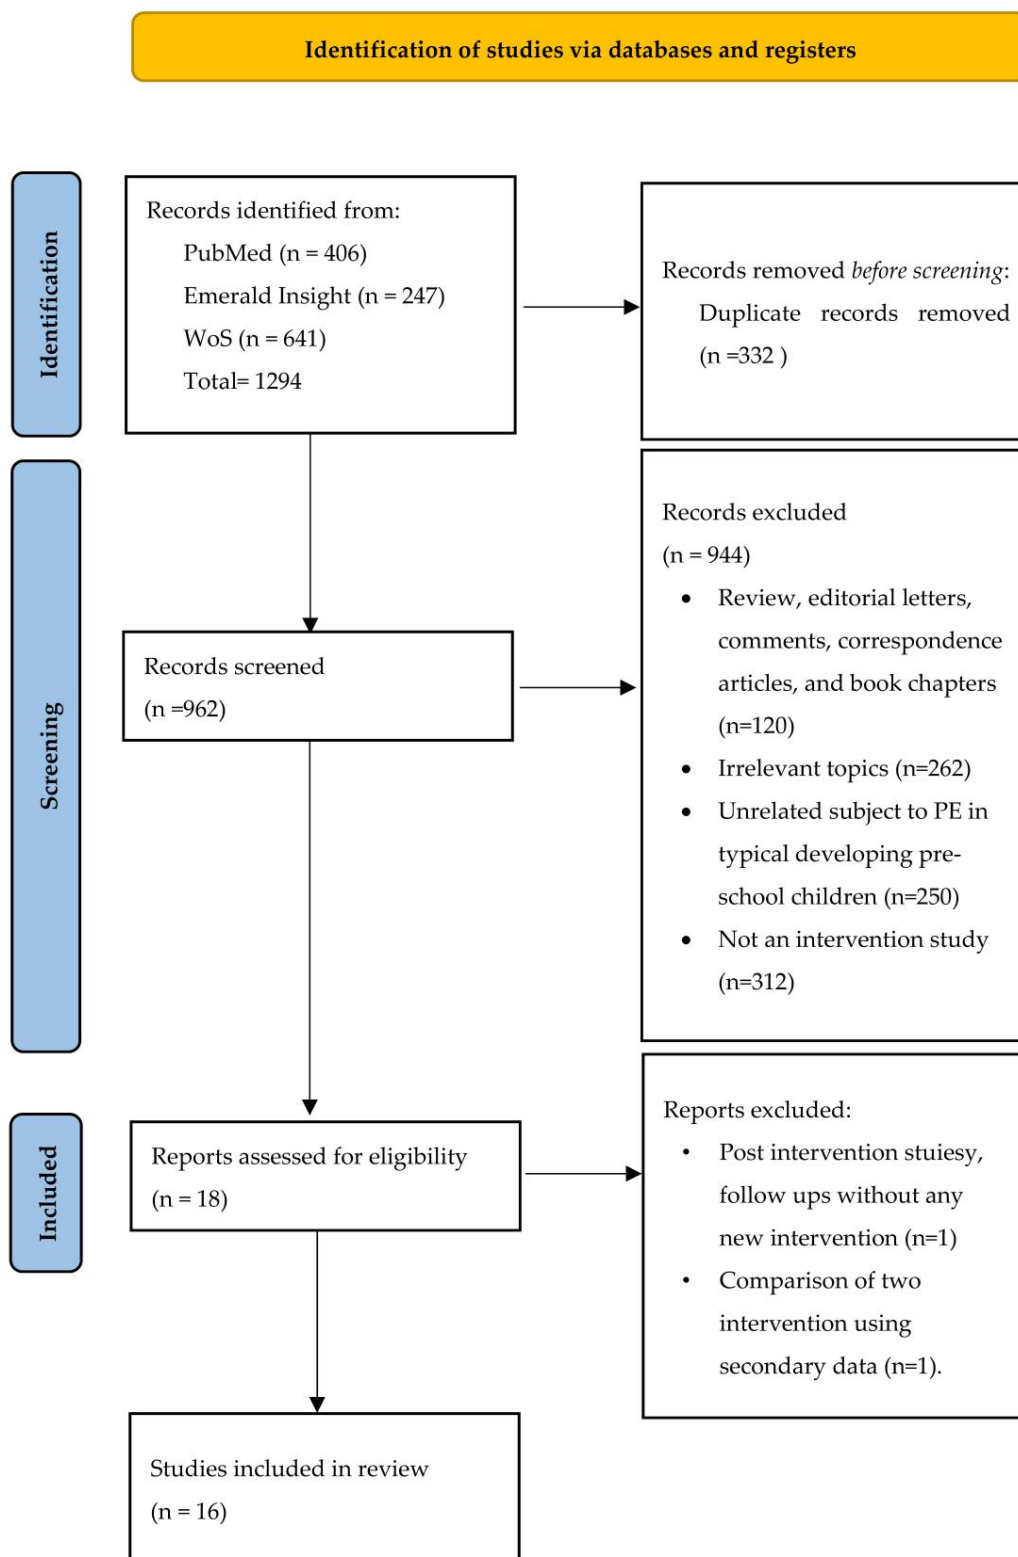 Identification of studies via databases and registers
Identification
Records identified from:
PubMed (n = 406)
Emerald Insight (n = 247)
WoS (n = 641)
Total= 1294
Records removed before screening:
Duplicate records removed
(n =332 )
Screening
Records screened
(n =962)
Records excluded
(n = 944)
• Review, editorial letters,
comments, correspondence
articles, and book chapters
(n=120)
• Irrelevant topics (n=262)
• Unrelated subject to PE in
typical developing pre-
school children (n=250)
• Not an intervention study
(n=312)
Included
Reports assessed for eligibility
(n = 18)
Reports excluded:
• Post intervention stuiesy,
follow ups without any
new intervention (n=1)
• Comparison of two
intervention using
secondary data (n=1).
Studies included in review
(n = 16)